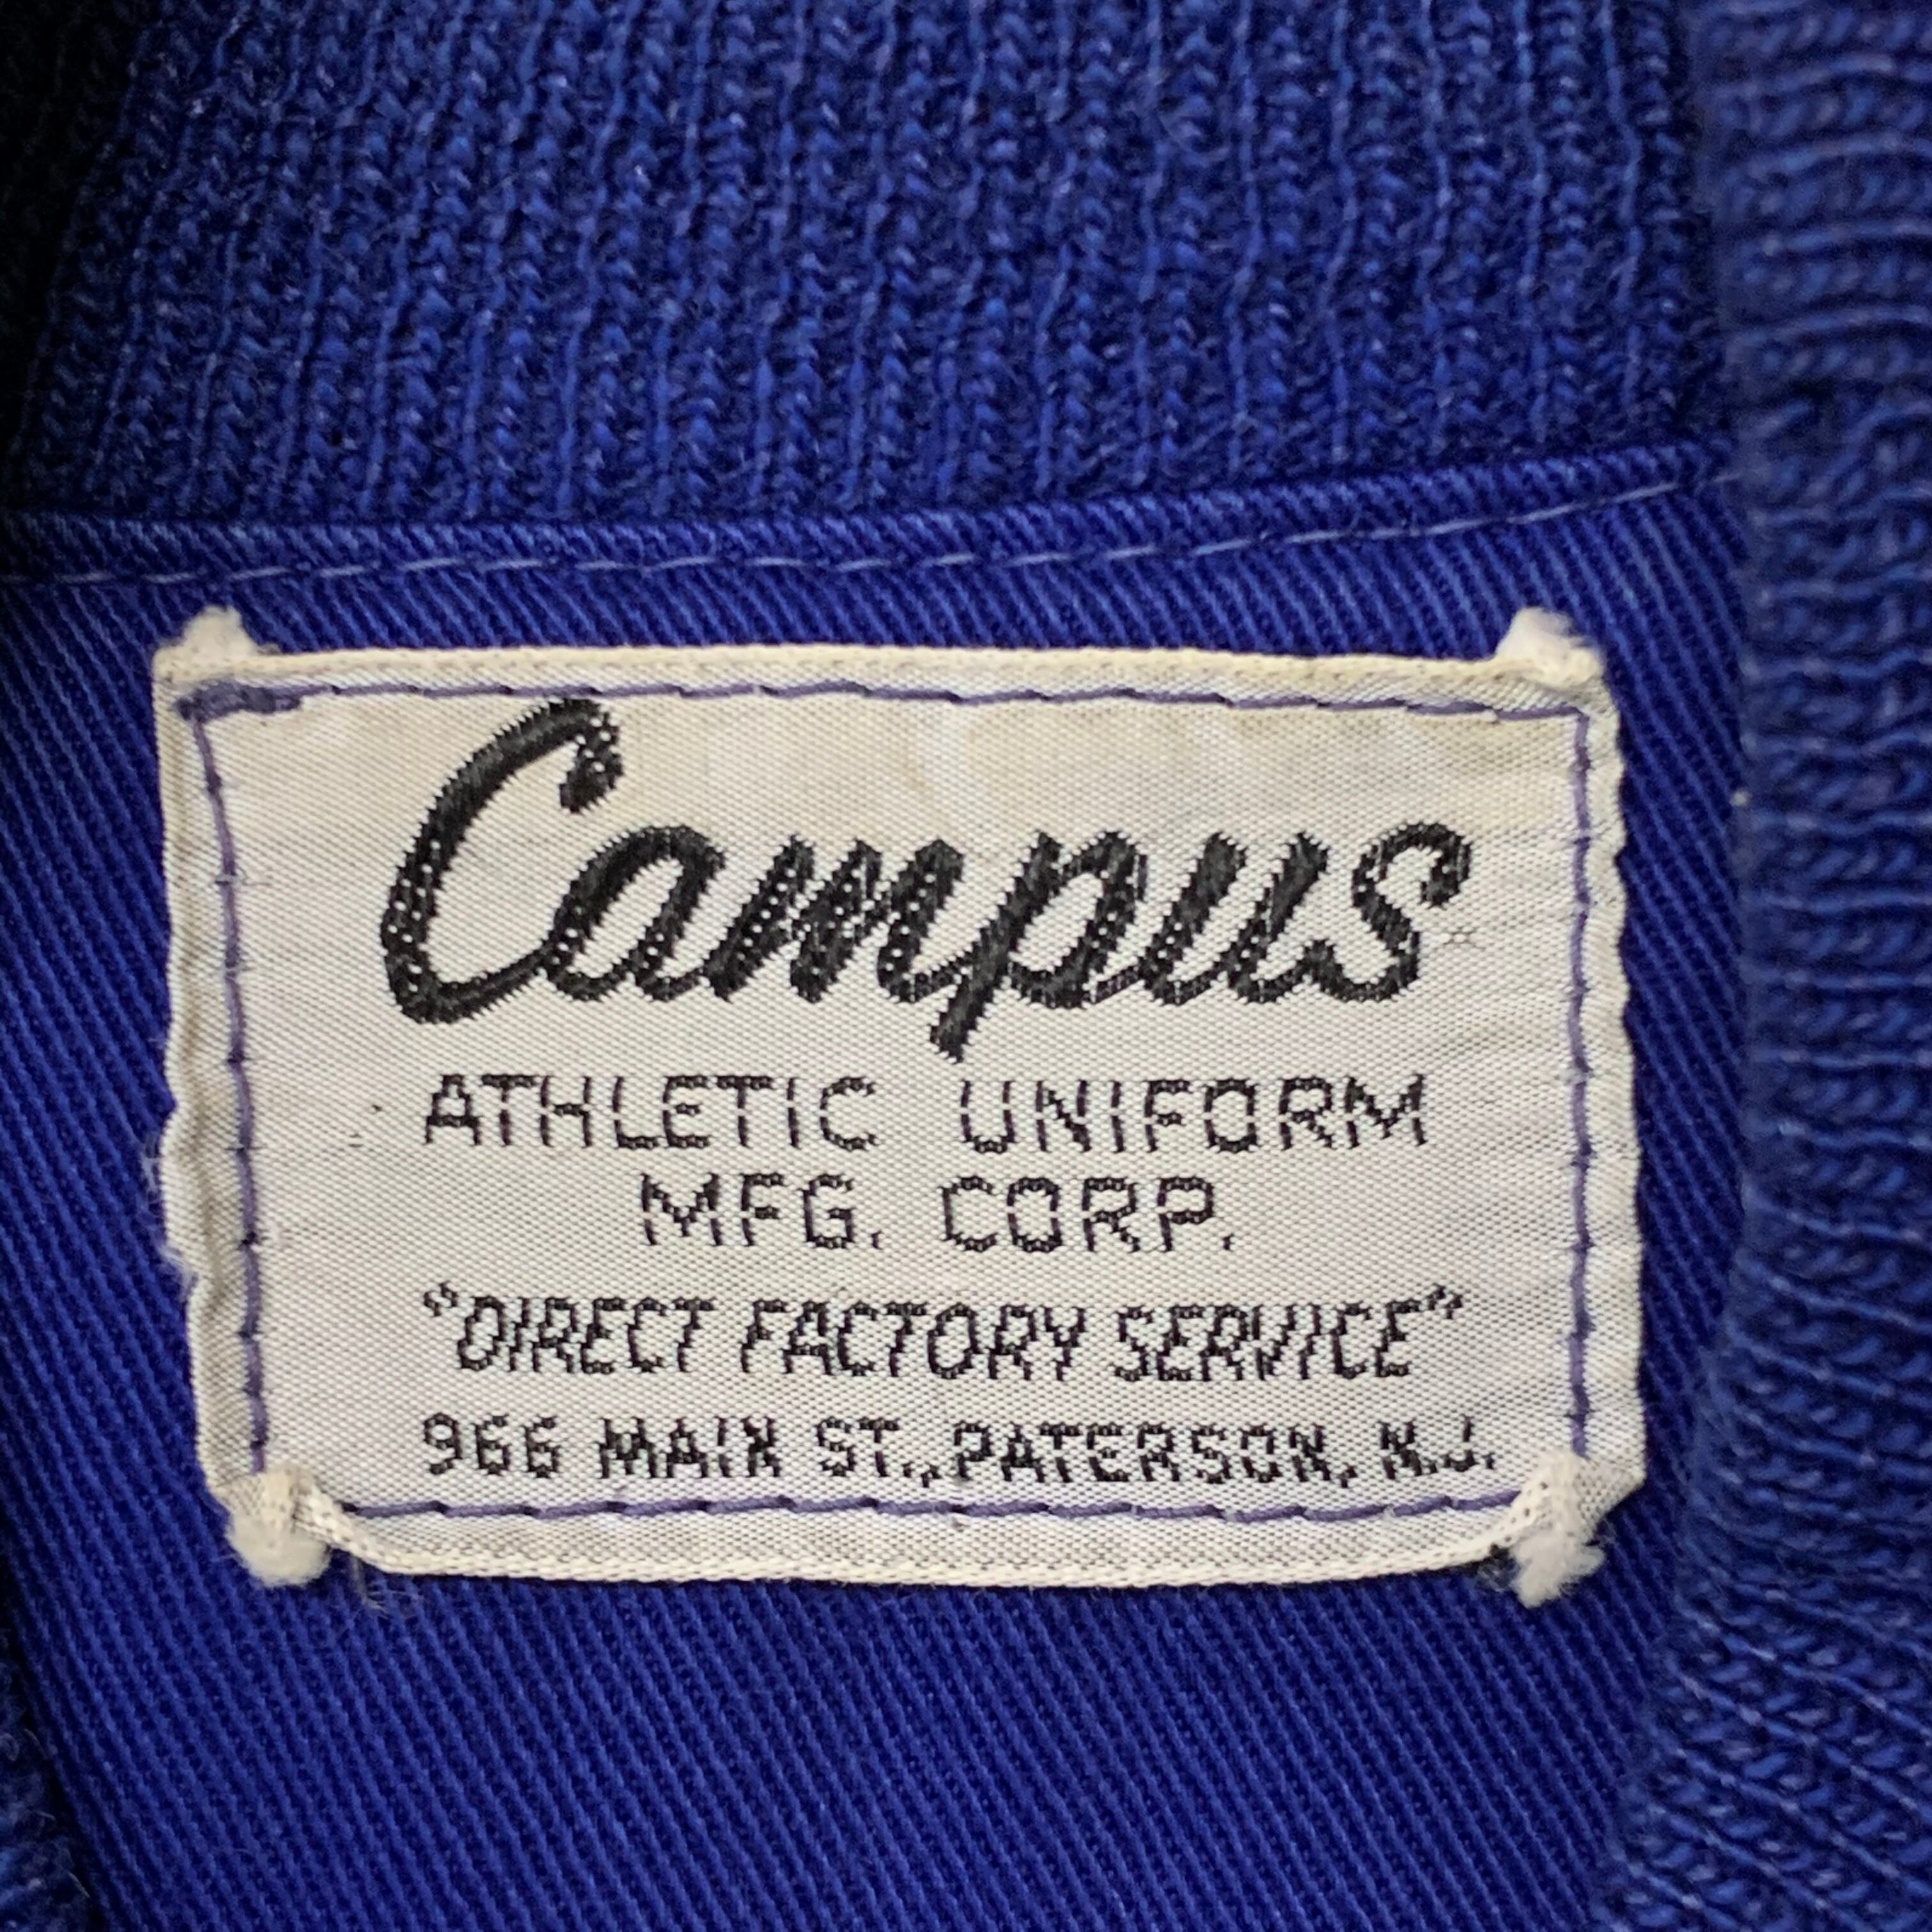 Campus
ATHLETIC UNIFORM
MFG. CORP.
"DIRECT FACTORY SERVICE"
966 MAIN ST., PATERSON, N.J.